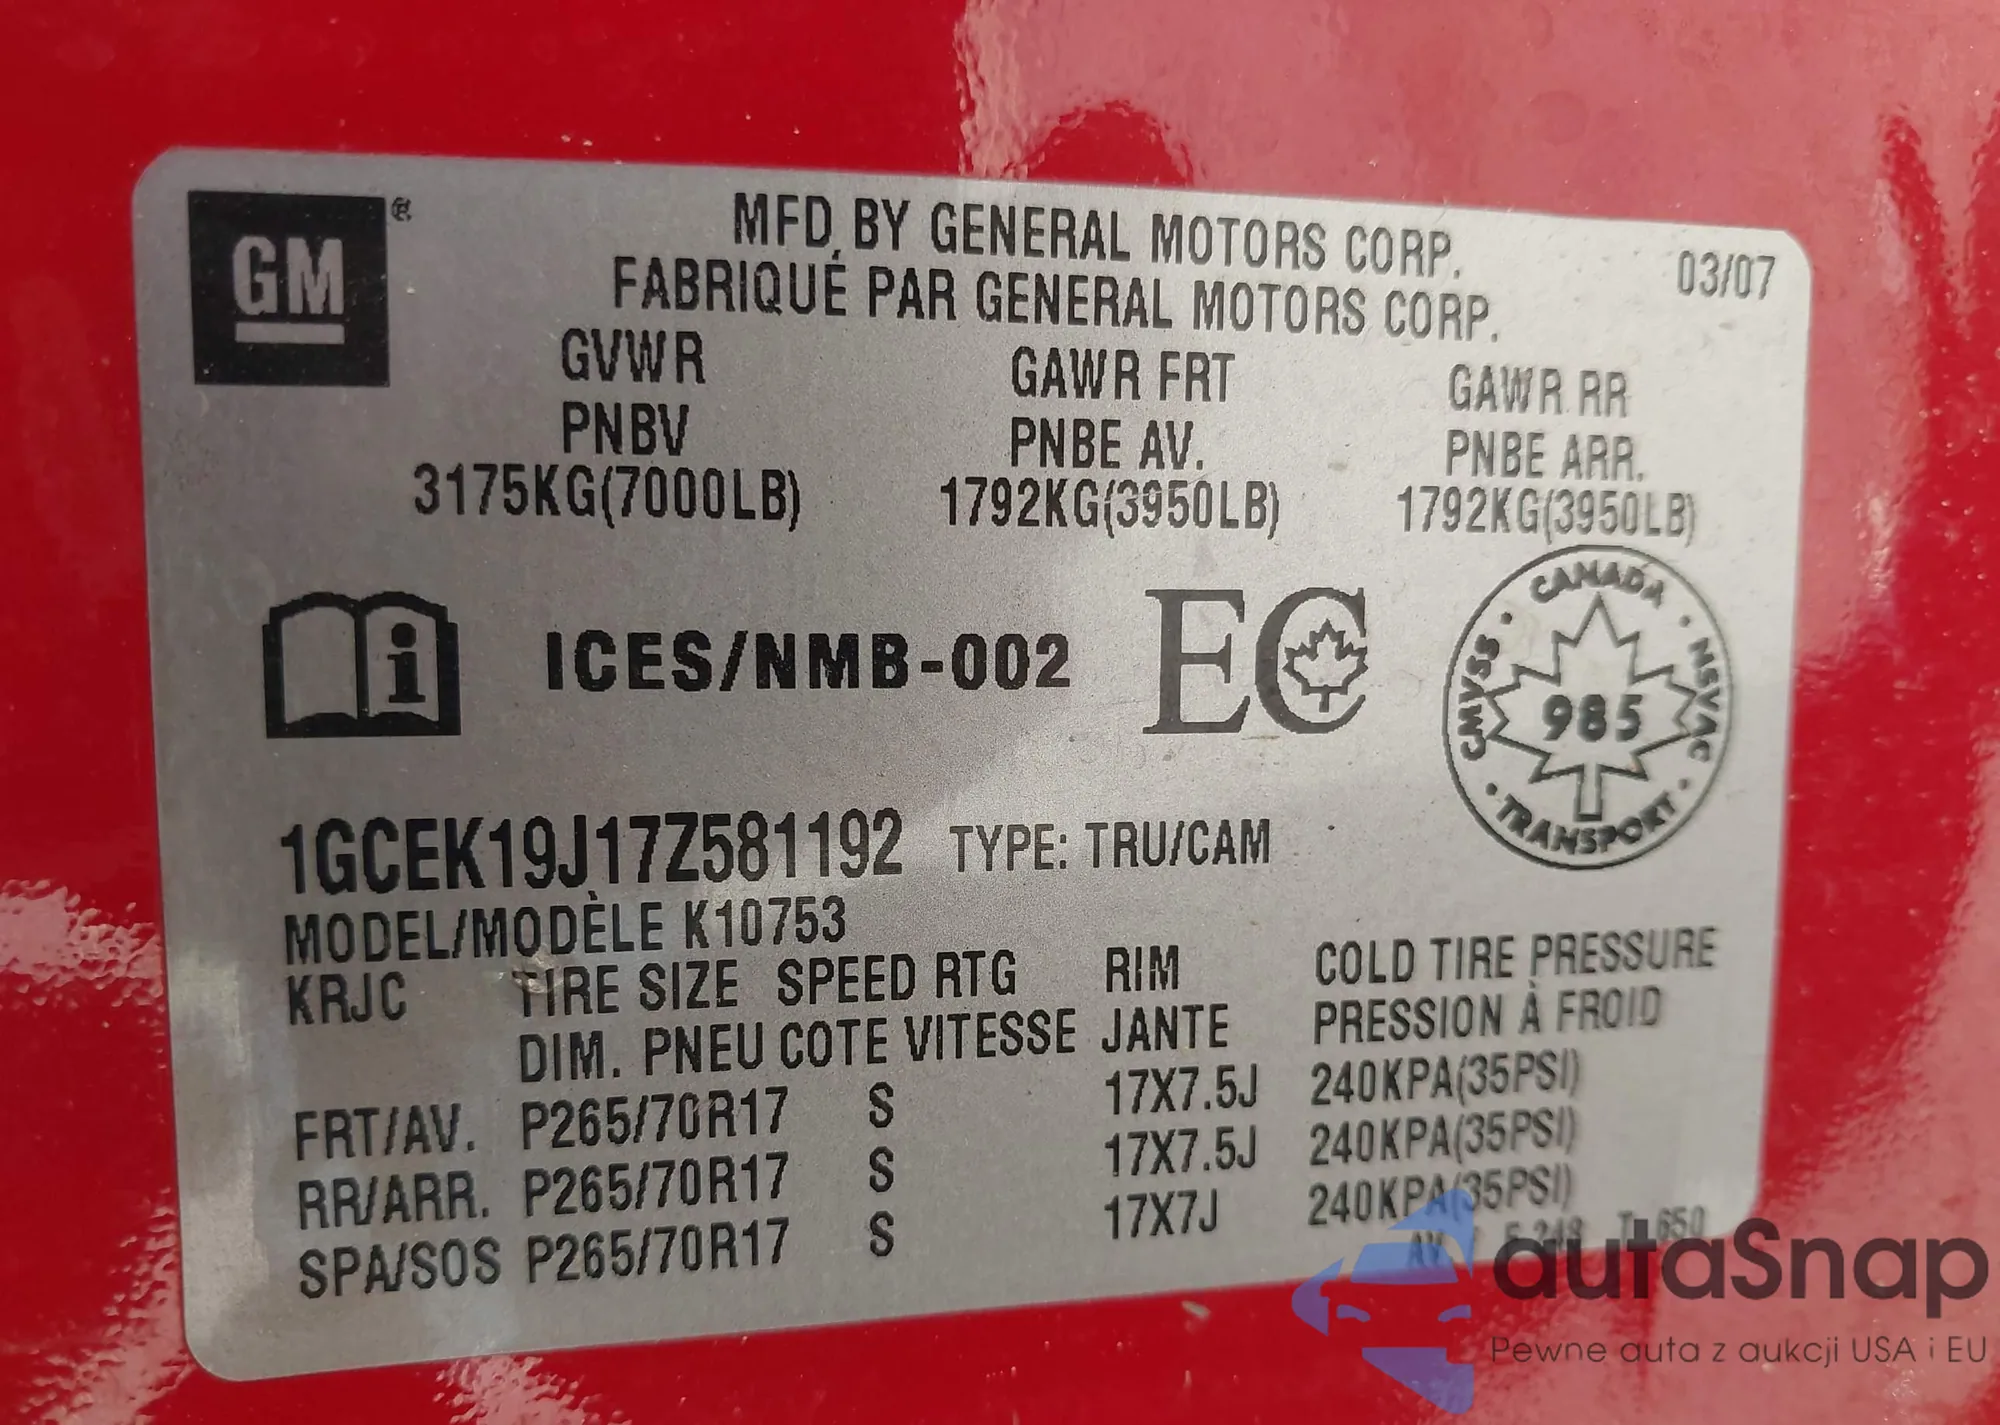 GM ®
MFD. BY GENERAL MOTORS CORP.
03/07
FABRIQUÉ PAR GENERAL MOTORS CORP.
GVWR GAWR FRT GAWR RR
PNBV PNBE AV. PNBE ARR.
3175KG(7000LB) 1792KG(3950LB) 1792KG(3950LB)
i ICES/NMB-002 EC
CANADA
CMVSS · 985 · NSVAC
TRANSPORT
1GCEK19J17Z581192 TYPE: TRU/CAM
MODEL/MODÈLE K10753
KRJC TIRE SIZE SPEED RTG RIM COLD TIRE PRESSURE
DIM. PNEU COTE VITESSE JANTE PRESSION À FROID
FRT/AV. P265/70R17 S 17X7.5J 240KPA(35PSI)
RR/ARR. P265/70R17 S 17X7.5J 240KPA(35PSI)
SPA/SOS P265/70R17 S 17X7J 240KPA(35PSI)
autaSnap
Pewne auta z aukcji USA i EU